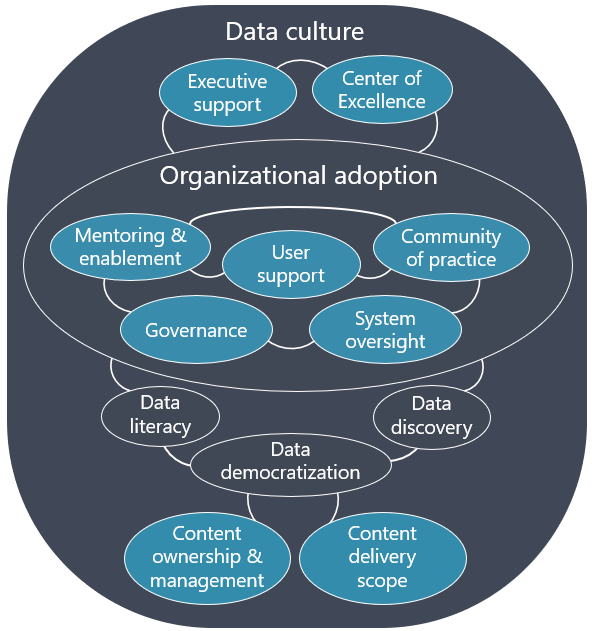 Data culture
Executive
support
Center of
Excellence
Organizational adoption
Mentoring &
enablement
User
support
Community
of practice
Governance
System
oversight
Data
literacy
Data
discovery
Data
democratization
Content
ownership &
management
Content
delivery
scope